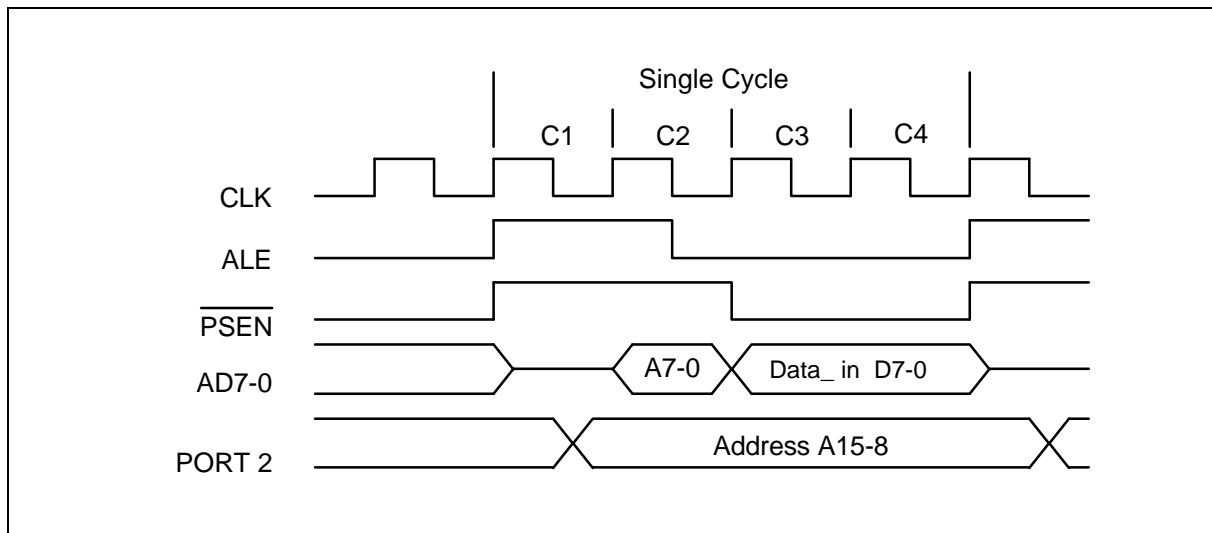 Single Cycle
C1 C2 C3 C4
CLK
ALE
PSEN
AD7-0 A7-0 Data_ in D7-0
PORT 2 Address A15-8